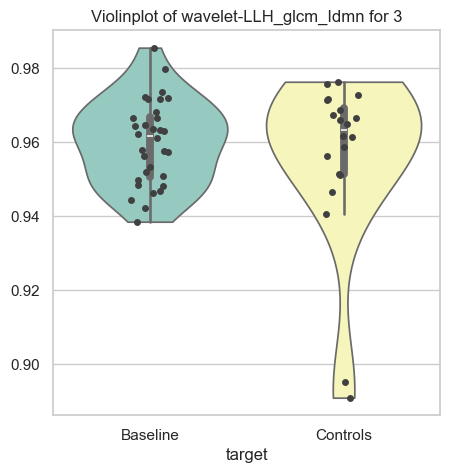 Violinplot of wavelet-LLH_glcm_Idmn for 3
0.98
0.96
0.94
0.92
0.90
Baseline
Controls
target